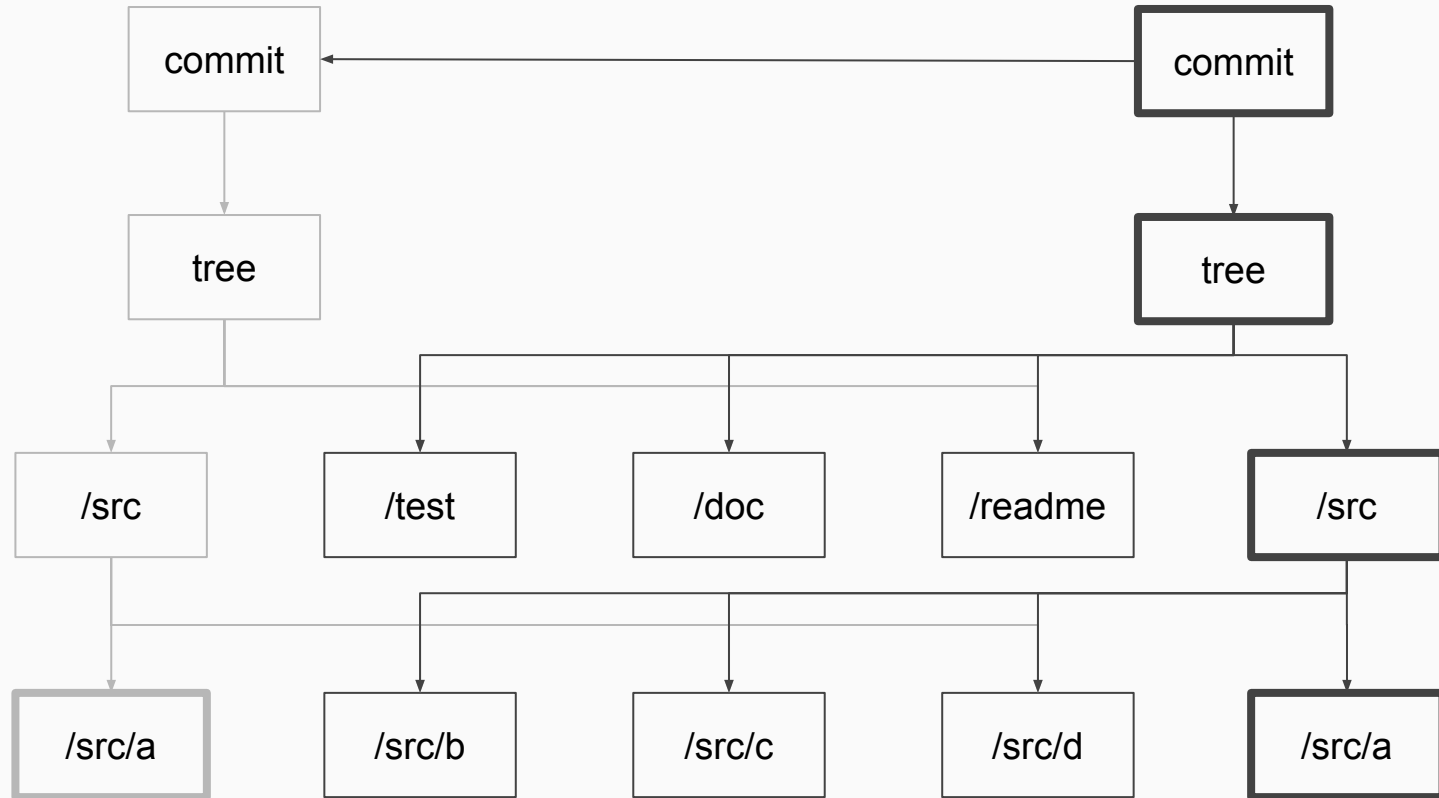 commit
commit
tree
tree
/src
/test
/doc
/readme
/src
/src/a
/src/b
/src/c
/src/d
/src/a